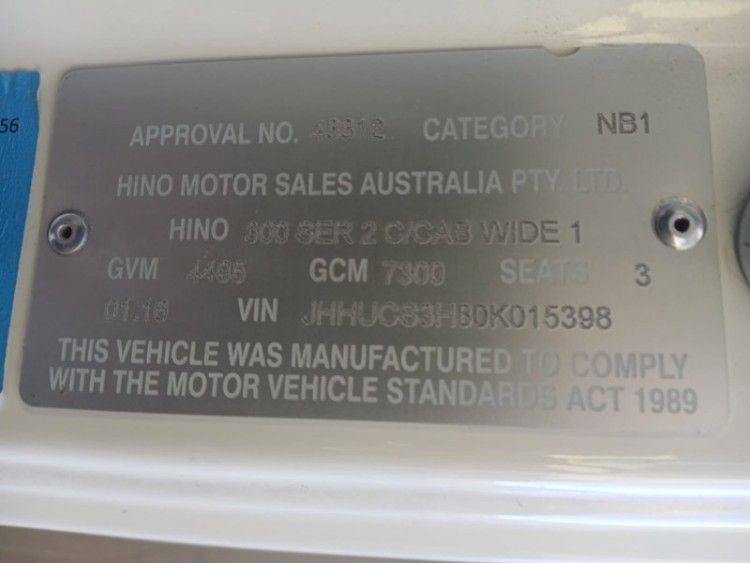 56
APPROVAL NO. 43312 CATEGORY NB1
HINO MOTOR SALES AUSTRALIA PTY. LTD.
HINO 300 SER 2 C/CAB WIDE 1
GVM 4495 GCM 7300 SEATS 3
01.16 VIN
THIS VEHICLE WAS MANUFACTURED TO COMPLY
WITH THE MOTOR VEHICLE STANDARDS ACT 1989